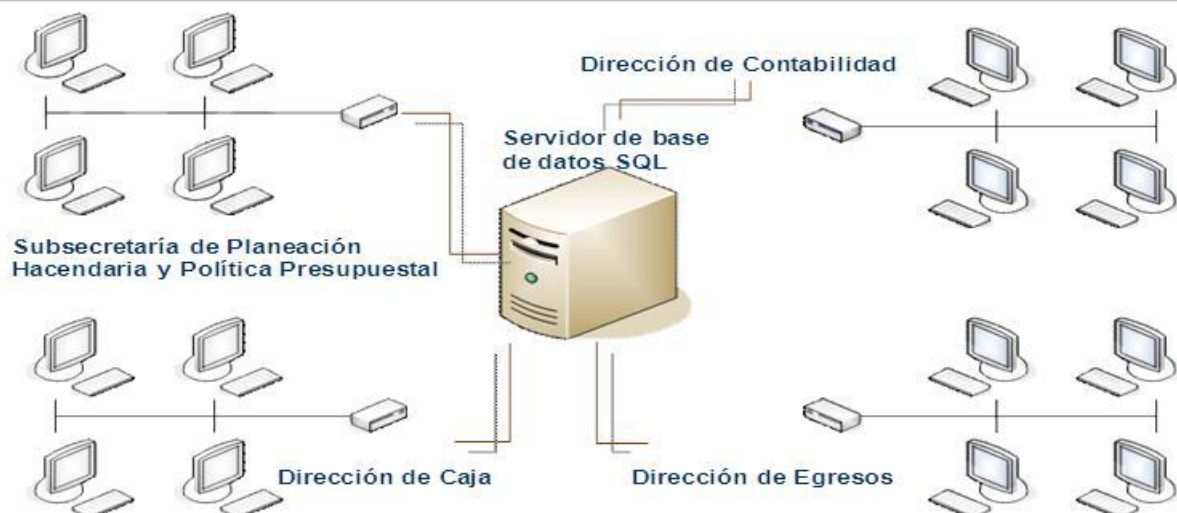 Dirección de Contabilidad
Servidor de base
de datos SQL
Subsecretaría de Planeación
Hacendaria y Política Presupuestal
Dirección de Caja
Dirección de Egresos